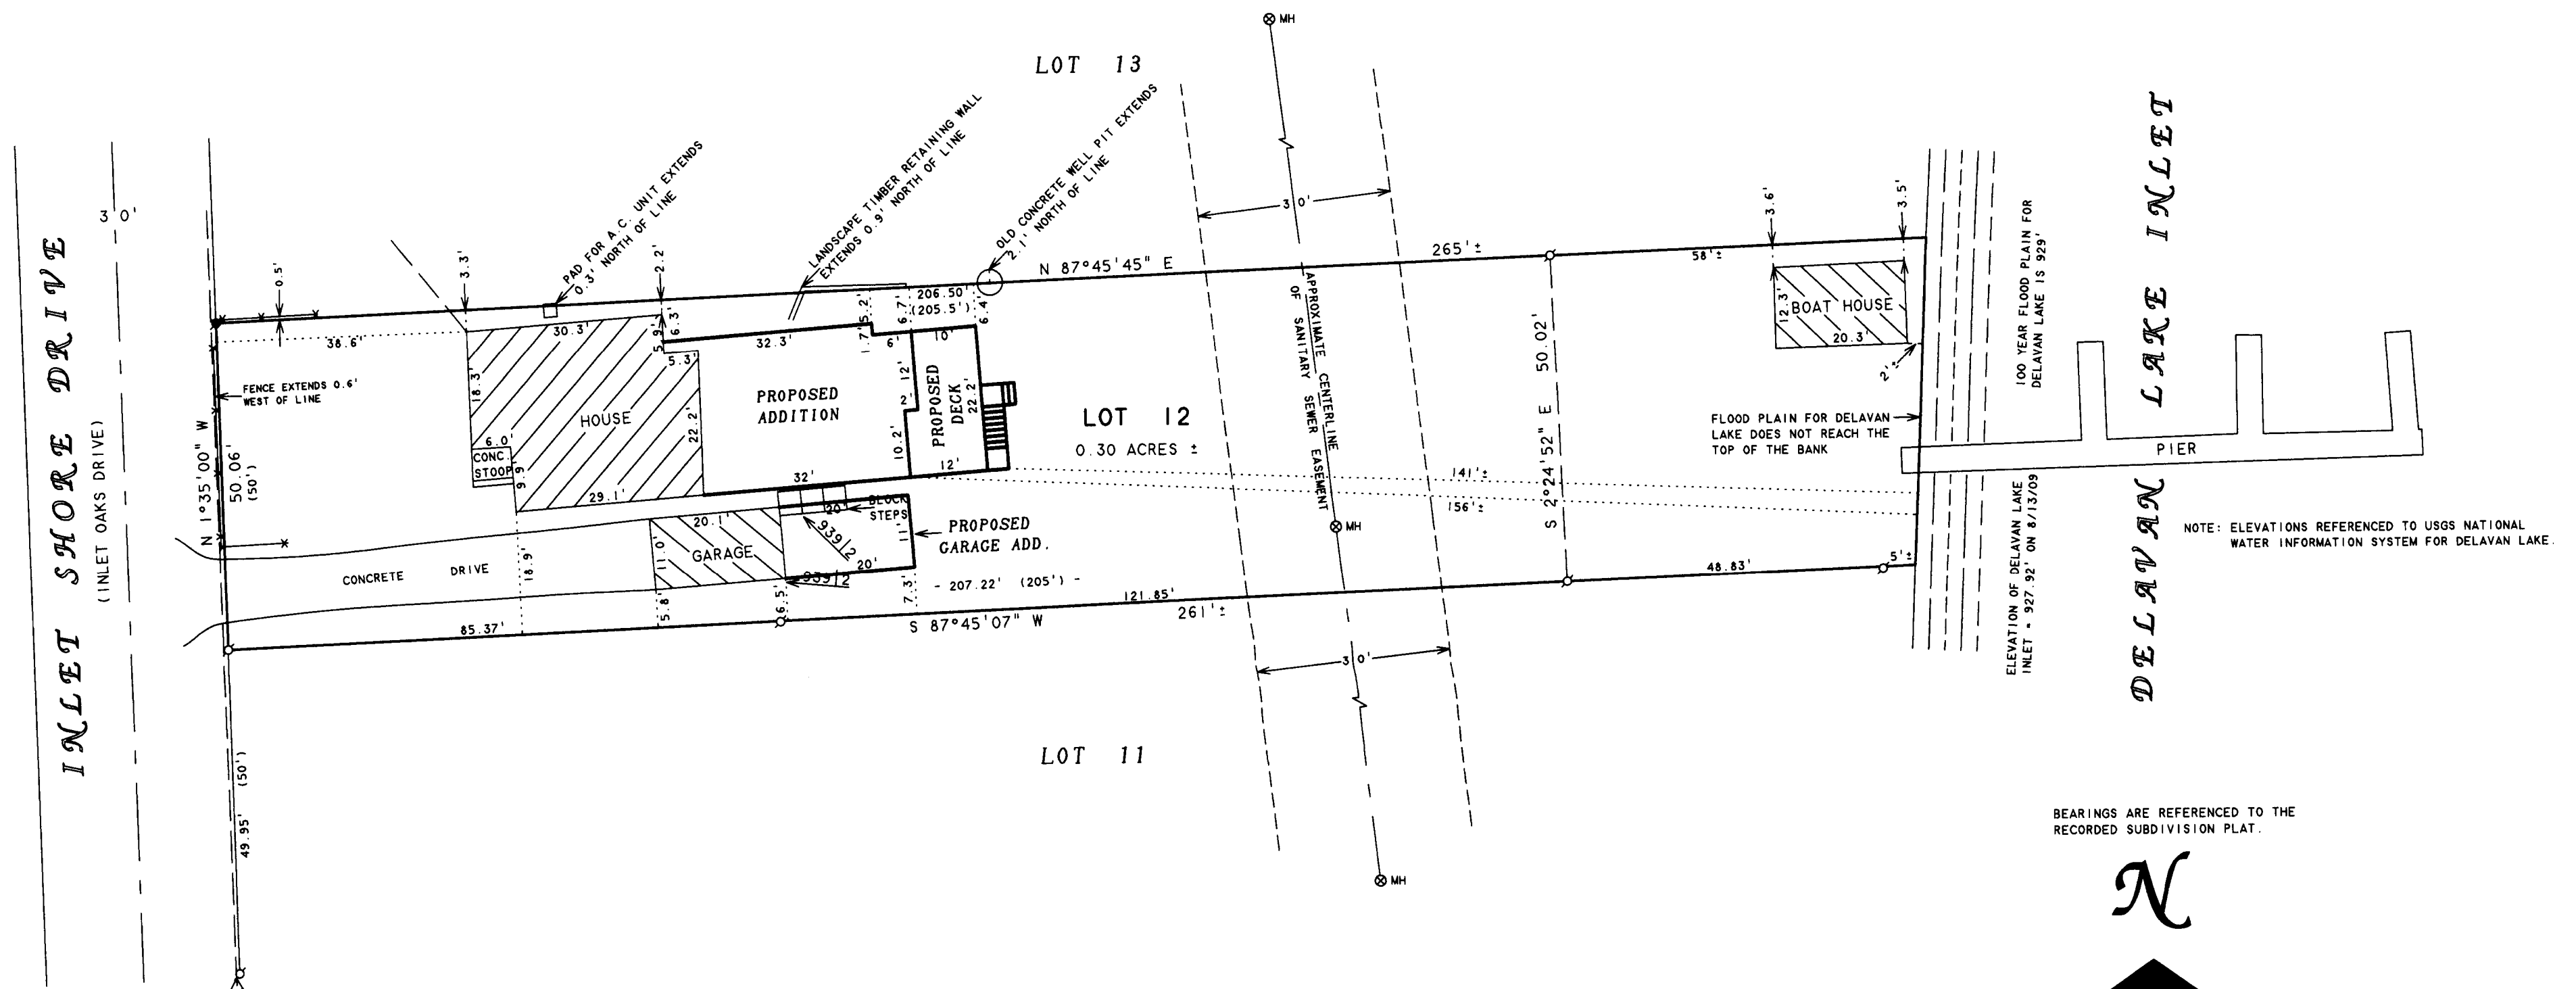 LOT 13
MH
30'
INLET SHORE DRIVE
(INLET OAKS DRIVE)
0.5'
3.3'
PAD FOR A.C. UNIT EXTENDS
0.3' NORTH OF LINE
2.2'
LANDSCAPE TIMBER RETAINING WALL
EXTENDS 0.9' NORTH OF LINE
OLD CONCRETE WELL PIT EXTENDS
2.1' NORTH OF LINE
30'
N 87°45'45" E
265'±
58'±
3.6'
3.5'
206.50'
(205.5')
5.2'
6.7'
6.4'
38.6'
30.3'
5.9'
6.3'
32.3'
1.7'
6'
10'
5.3'
FENCE EXTENDS 0.6'
WEST OF LINE
18.3'
HOUSE
22.2'
PROPOSED
ADDITION
12'
2'
10.2'
PROPOSED
DECK
22.2'
12'
6.0'
CONC.
STOOP
9.9'
29.1'
32'
LOT 12
0.30 ACRES ±
APPROXIMATE CENTERLINE
OF SANITARY SEWER EASEMENT
S 2°24'52" E 50.02'
BOAT HOUSE
12.3'
20.3'
2'±
100 YEAR FLOOD PLAIN FOR
DELAVAN LAKE IS 929'
FLOOD PLAIN FOR DELAVAN
LAKE DOES NOT REACH THE
TOP OF THE BANK
DELAVAN LAKE INLET
PIER
N 1°35'00" W
50.06'
(50')
141'±
156'±
BLOCK
STEPS
20'
20.1'
939|2
11'
PROPOSED
GARAGE ADD.
11.0'
GARAGE
20'
939|2
CONCRETE DRIVE
18.9'
5.8'
6.5'
7.3'
- 207.22' (205') -
MH
ELEVATION OF DELAVAN LAKE
INLET = 927.92' ON 8/13/09
NOTE: ELEVATIONS REFERENCED TO USGS NATIONAL
WATER INFORMATION SYSTEM FOR DELAVAN LAKE.
85.37'
121.85'
48.83'
5'±
S 87°45'07" W
261'±
30'
LOT 11
49.95' (50')
MH
BEARINGS ARE REFERENCED TO THE
RECORDED SUBDIVISION PLAT.
N